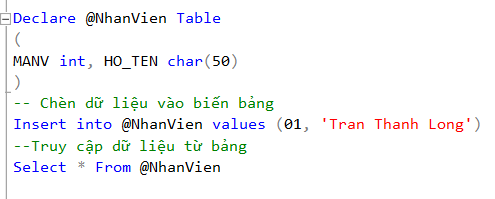 Declare @NhanVien Table
(
MANV int, HO_TEN char(50)
)
-- Chèn dữ liệu vào biến bảng
Insert into @NhanVien values (01, 'Tran Thanh Long')
--Truy cập dữ liệu từ bảng
Select * From @NhanVien